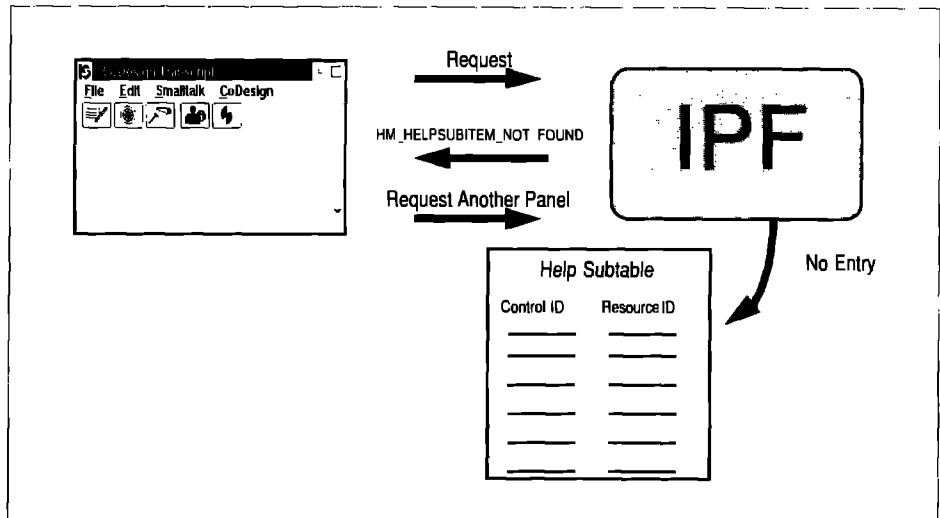 Request
File Edit Smalltalk CoDesign
IPF
HM_HELPSUBITEM_NOT FOUND
Request Another Panel
No Entry
Help Subtable
Control ID Resource ID